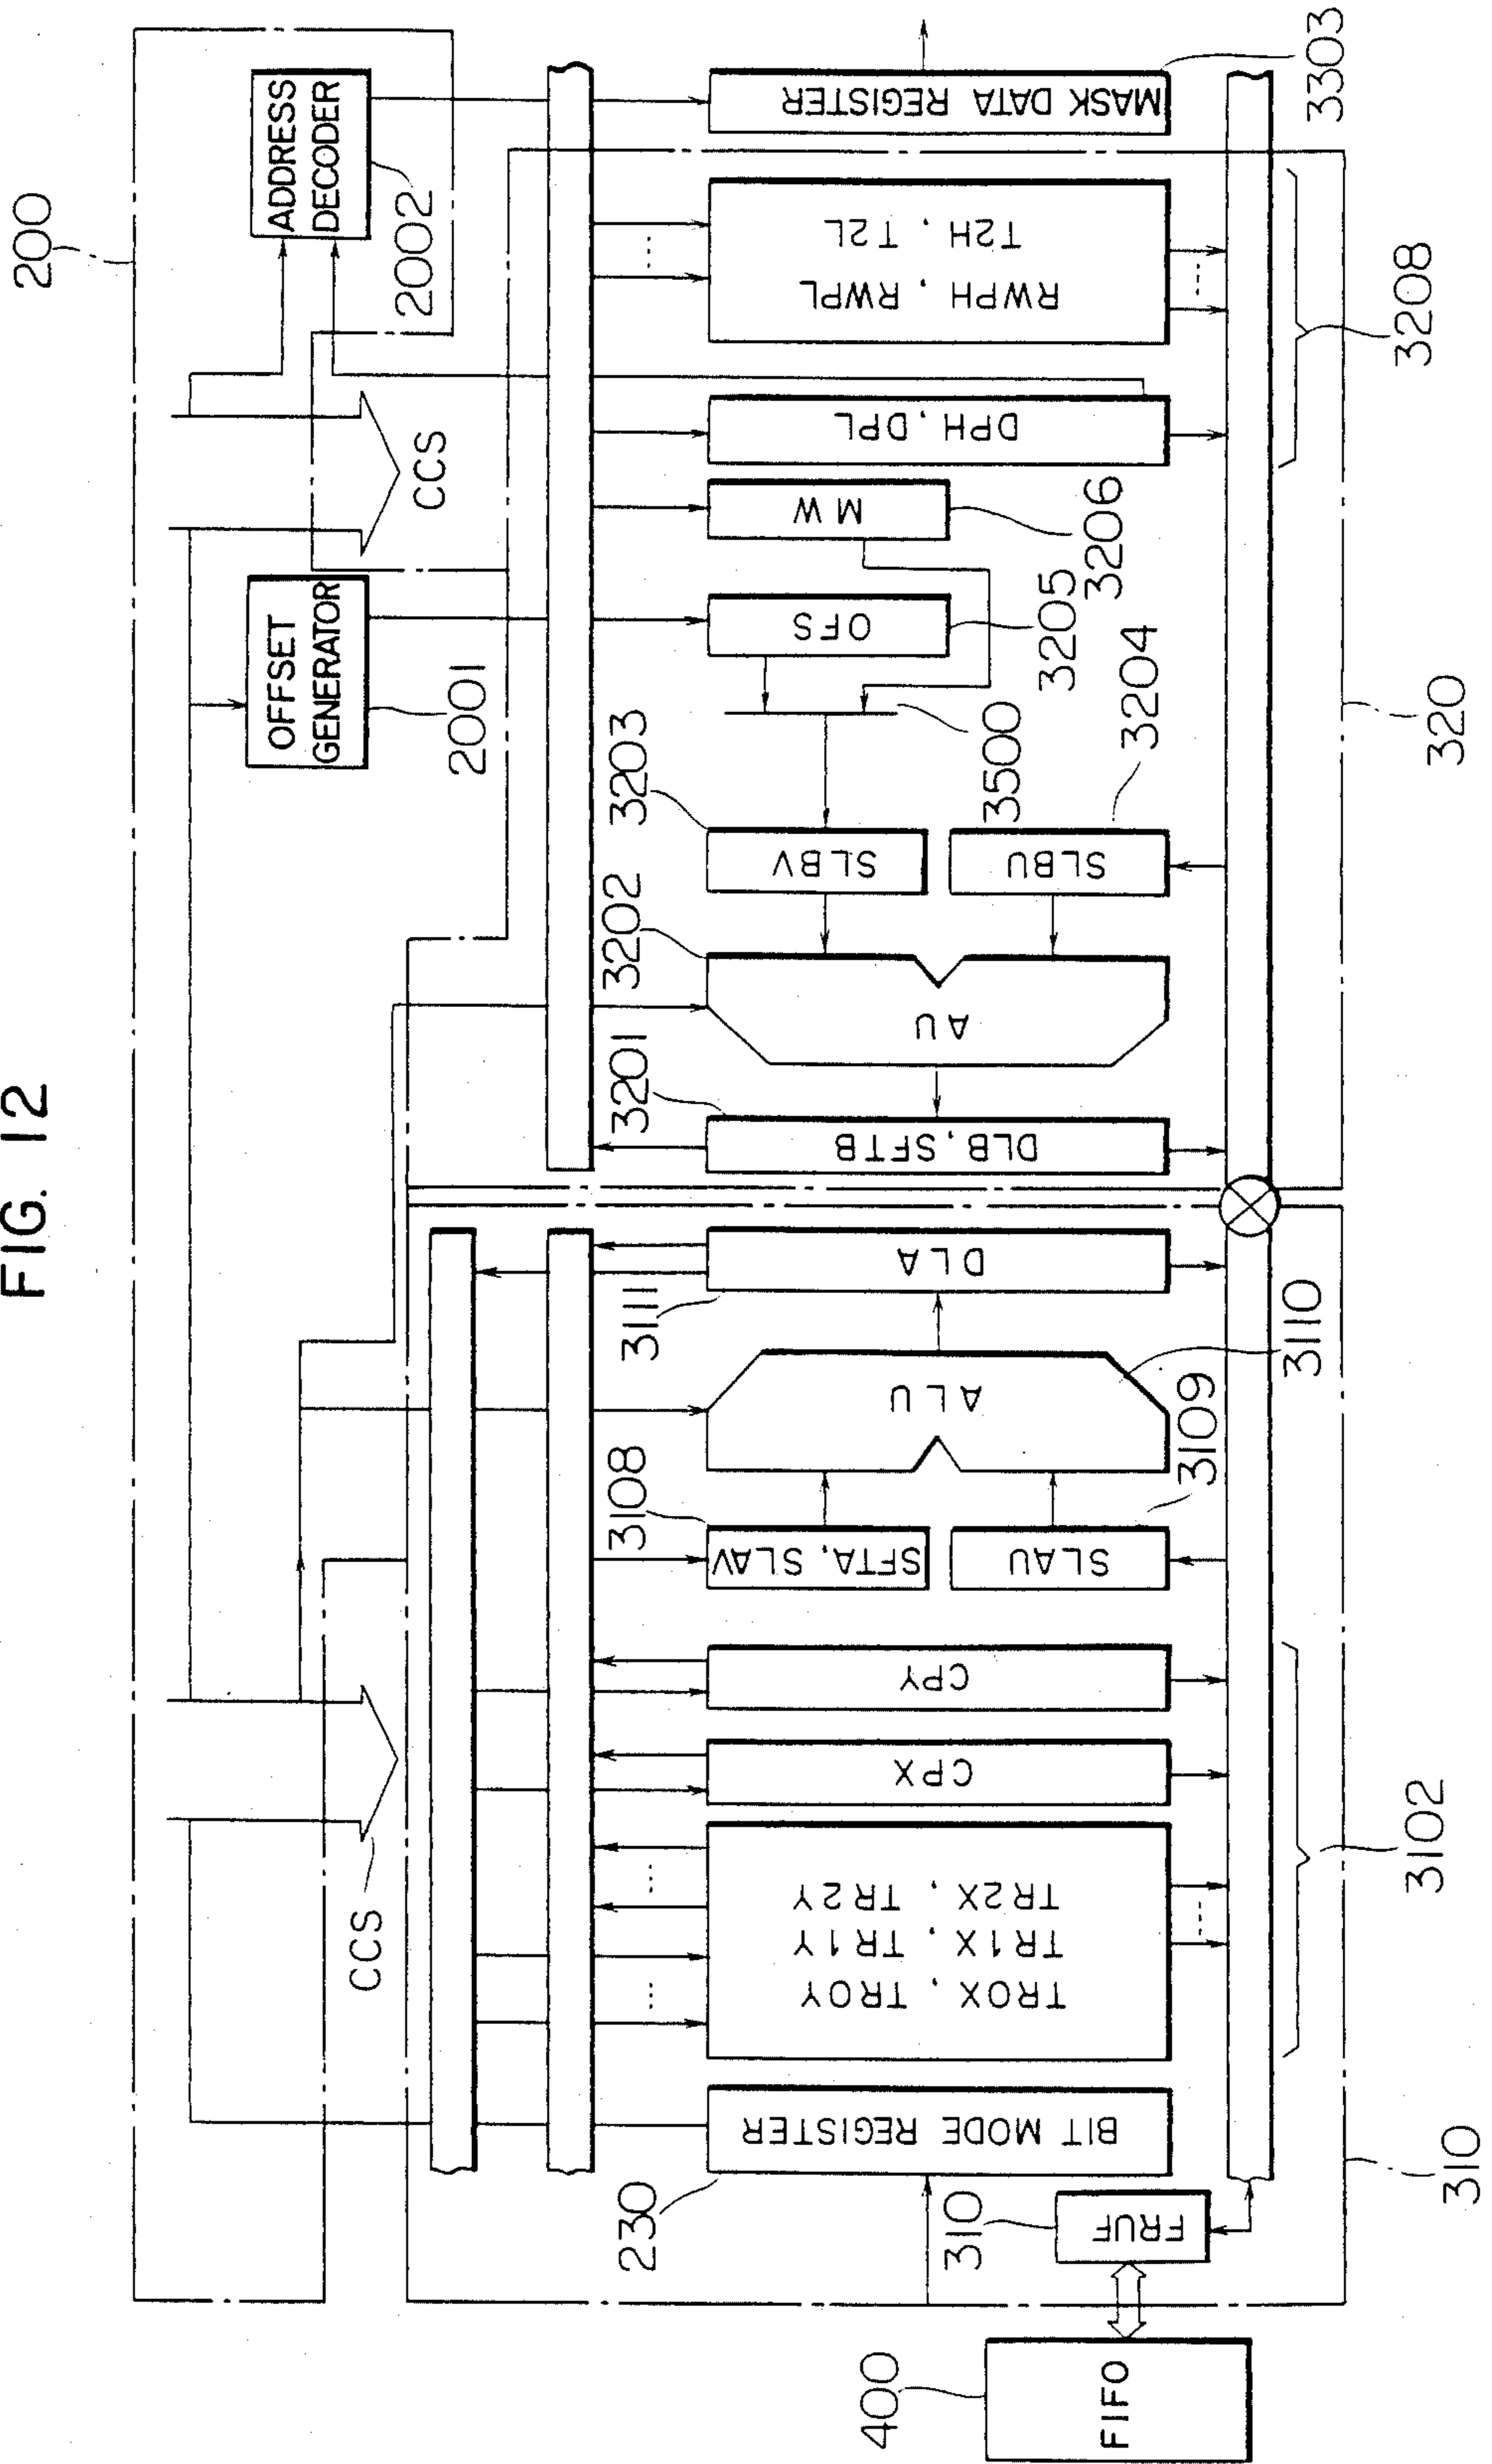 FIG. 12
200
ADDRESS
DECODER
2002
CCS
OFFSET
GENERATOR
2001
CCS
MASK DATA REGISTER
3303
T2H, T2L
RWPH, RWPL
3208
DPH, DPL
MW
3206
OFS
3205
3500
SLBV
3203
SLBU
3204
AU
3202
DLB, SFTB
3201
320
DLA
3111
ALU
3110
SFTA, SLAV
3108
SLAU
3109
CPY
CPX
TR2X, TR2Y
TR1X, TR1Y
TR0X, TR0Y
3102
BIT MODE REGISTER
230
FRUF
310
310
FIFO
400